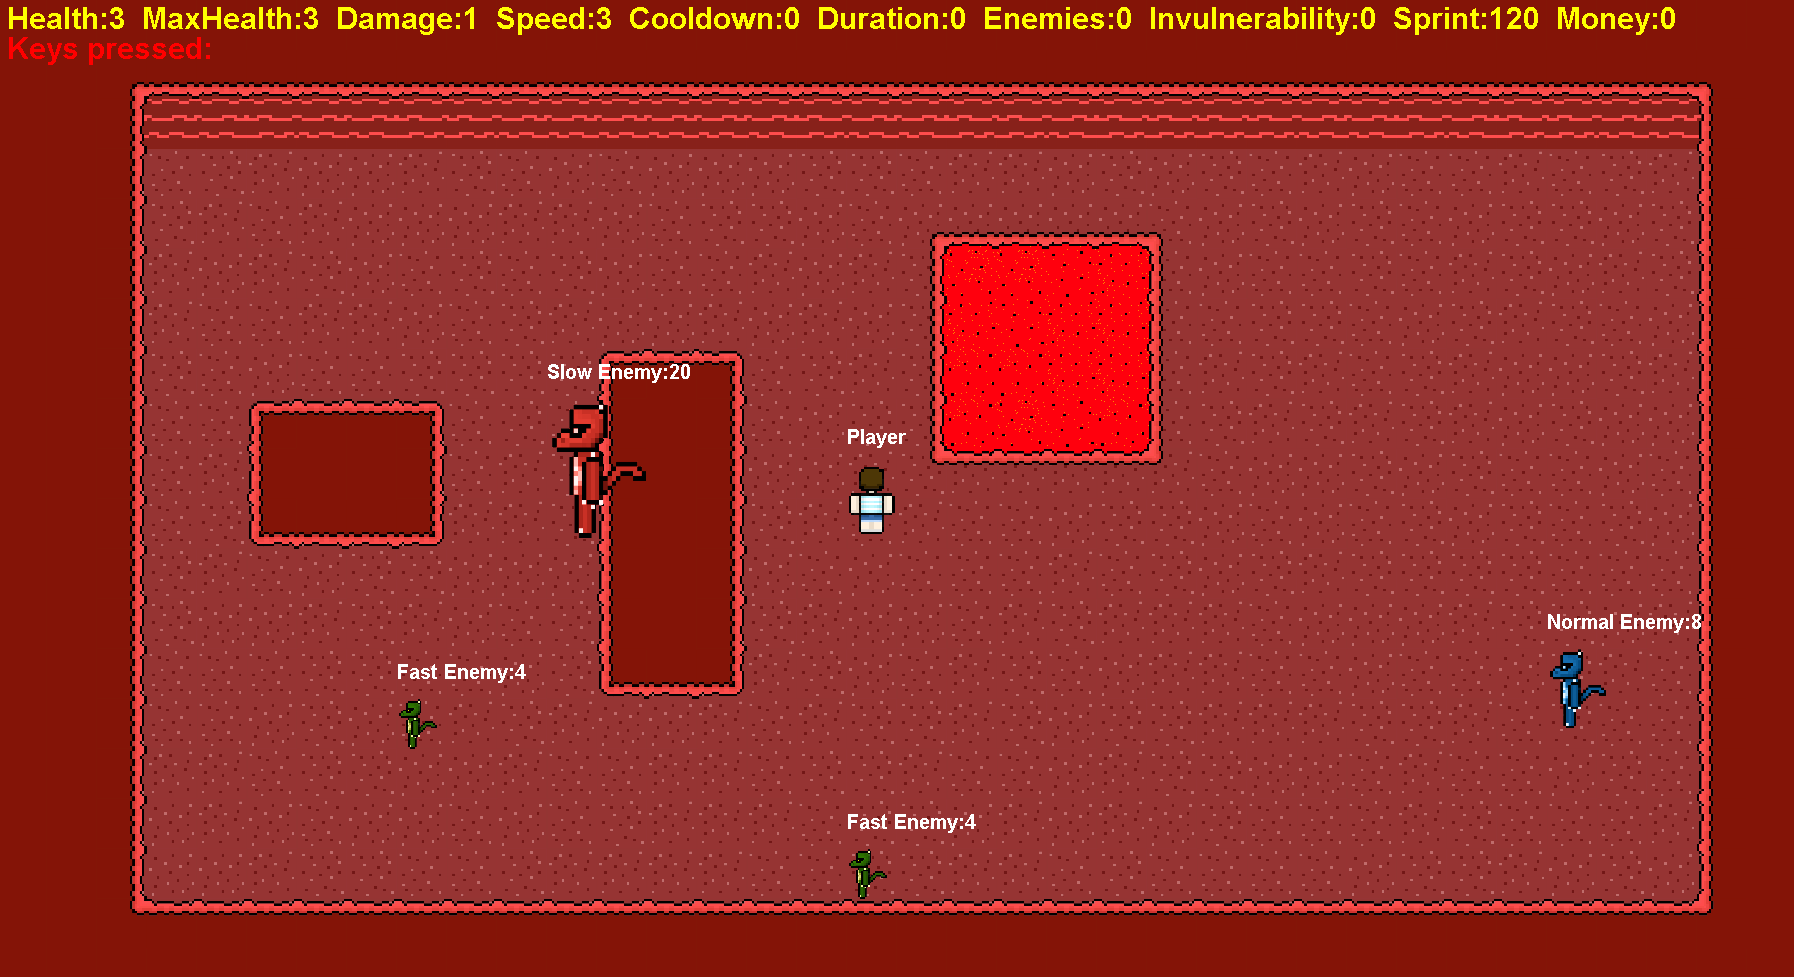 Health:3 MaxHealth:3 Damage:1 Speed:3 Cooldown:0 Duration:0 Enemies:0 Invulnerability:0 Sprint:120 Money:0
Keys pressed:
Slow Enemy:20
Player
Normal Enemy:8
Fast Enemy:4
Fast Enemy:4